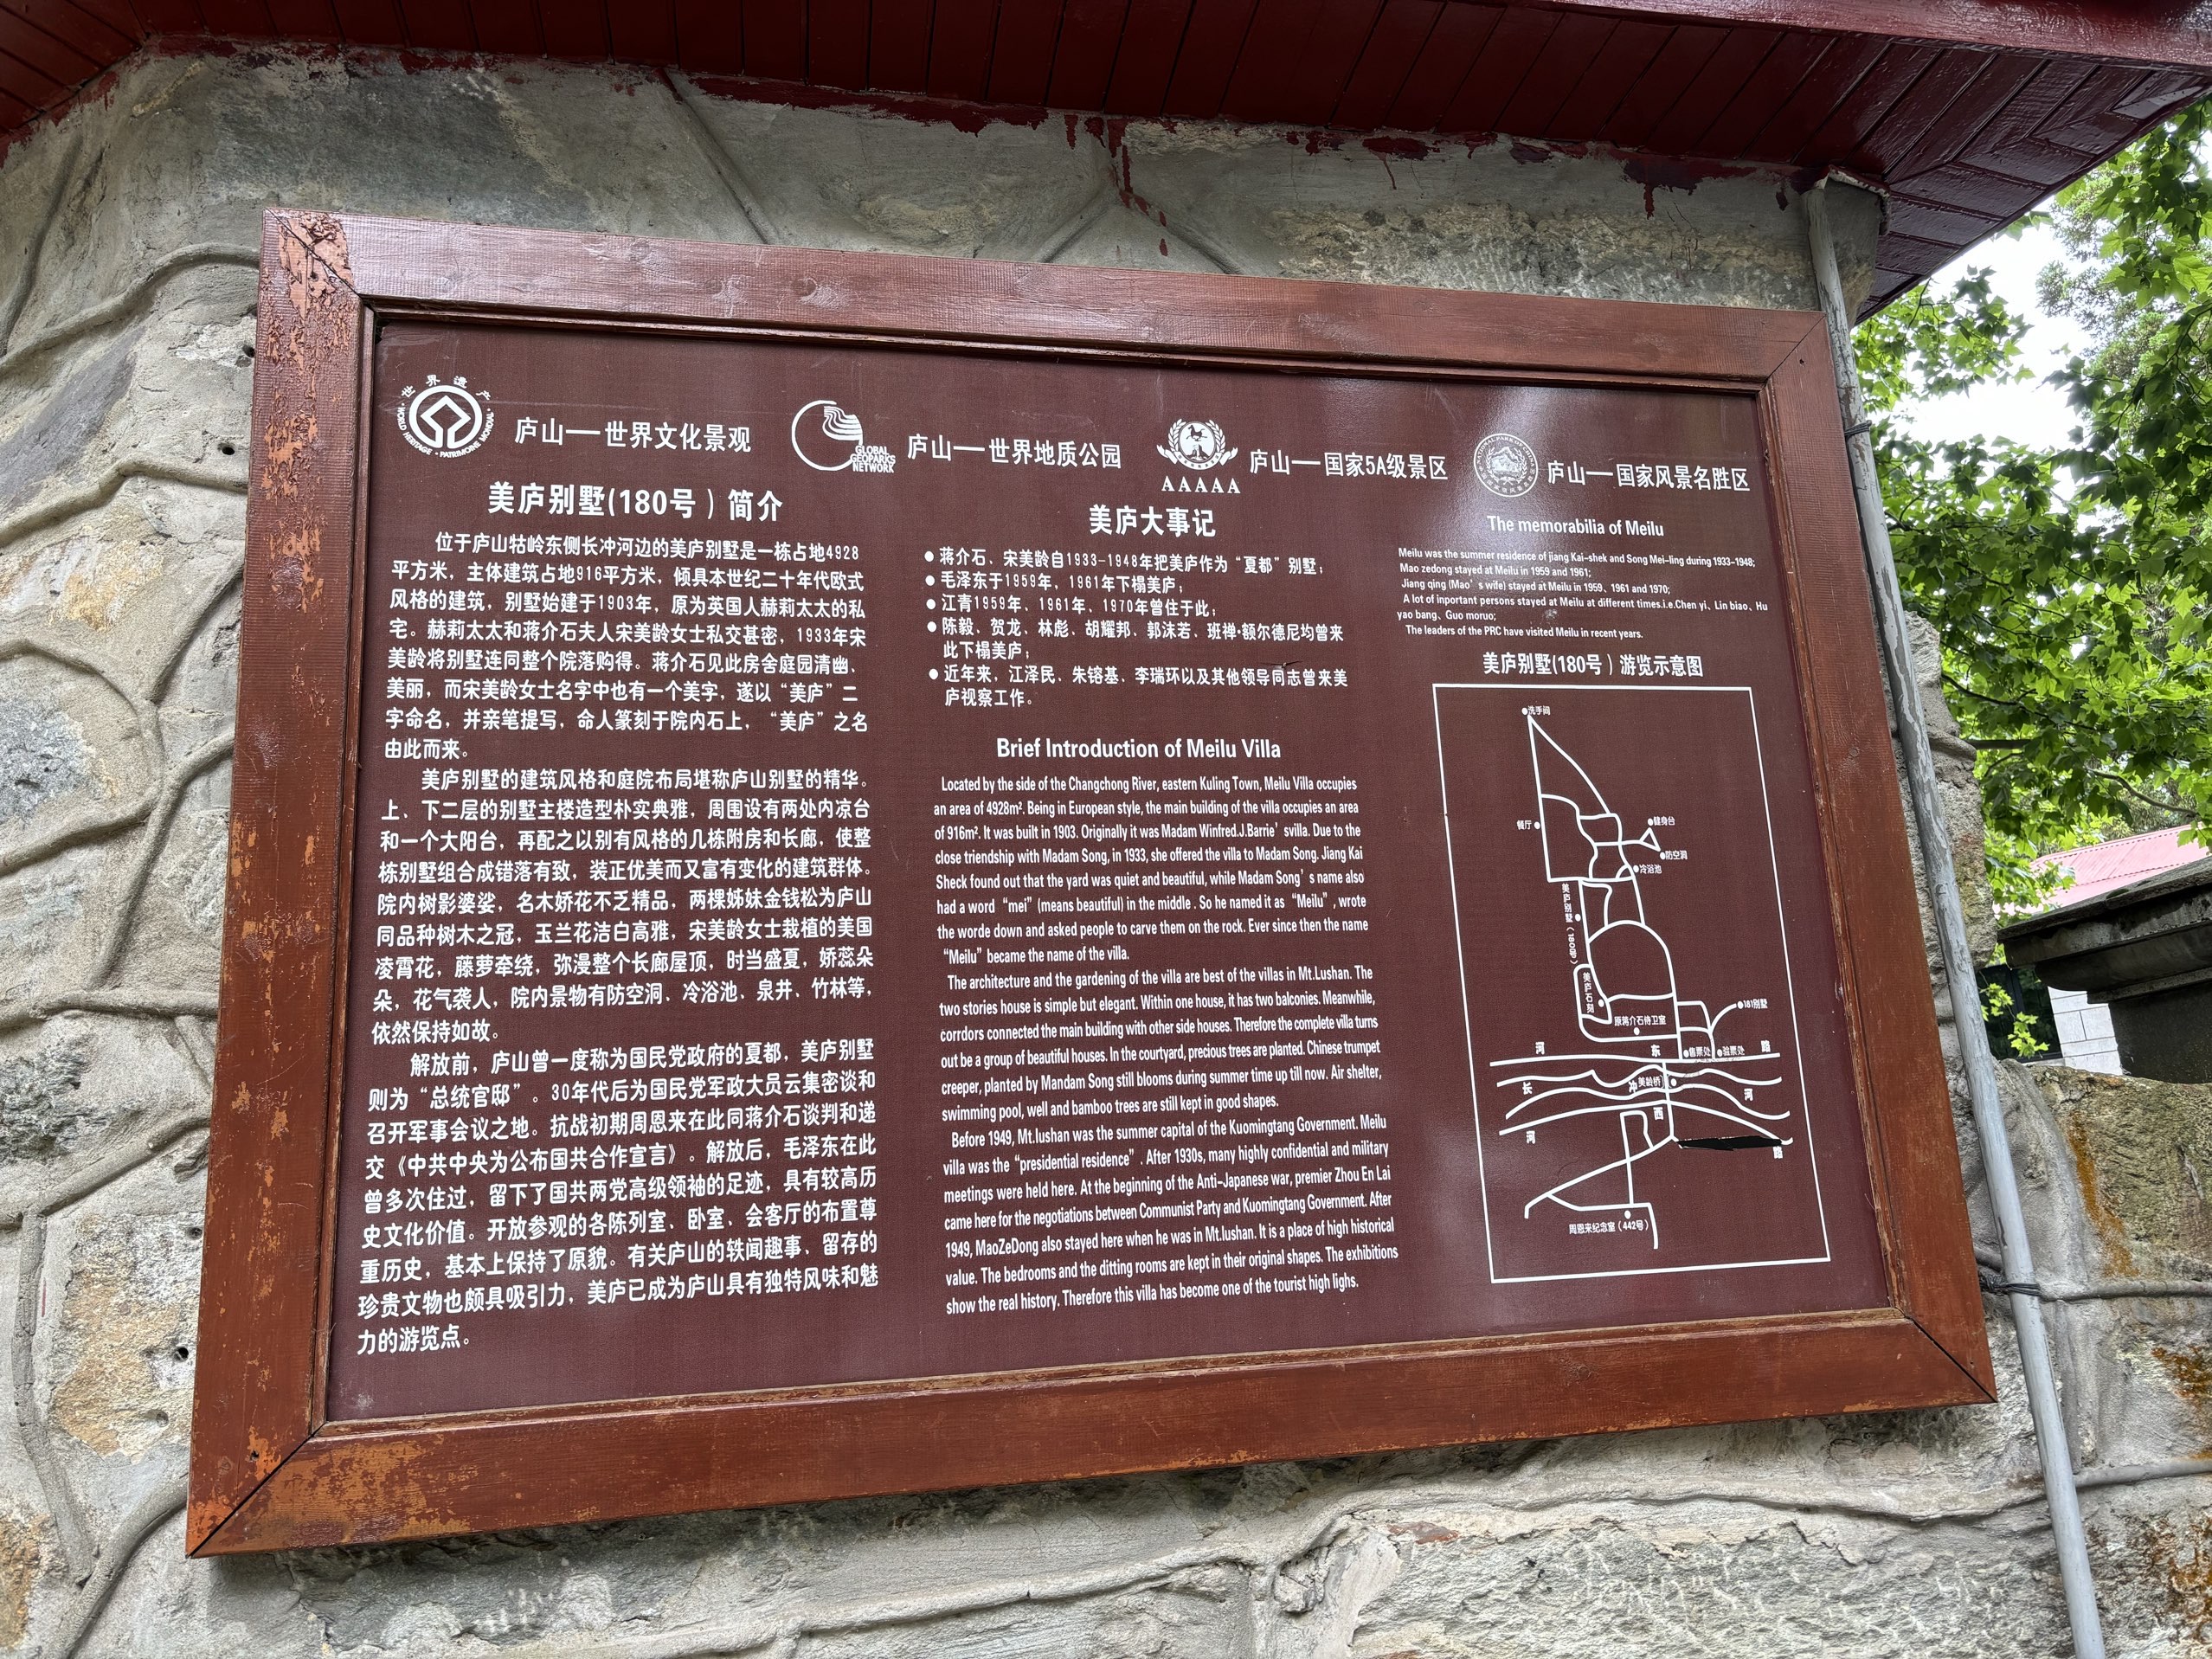 世界遗产
WORLD HERITAGE • PATRIMOINE MONDIAL
庐山—世界文化景观
GLOBAL
GEOPARKS
NETWORK
庐山—世界地质公园
AAAAA
庐山—国家5A级景区
庐山—国家风景名胜区
美庐别墅(180号）简介
位于庐山牯岭东侧长冲河边的美庐别墅是一栋占地4928
平方米，主体建筑占地916平方米，倾具本世纪二十年代欧式
风格的建筑，别墅始建于1903年，原为英国人赫莉太太的私
宅。赫莉太太和蒋介石夫人宋美龄女士私交甚密，1933年宋
美龄将别墅连同整个院落购得。蒋介石见此房舍庭园清幽、
美丽，而宋美龄女士名字中也有一个美字，遂以“美庐”二
字命名，并亲笔提写，命人篆刻于院内石上，“美庐”之名
由此而来。
美庐别墅的建筑风格和庭院布局堪称庐山别墅的精华。
上、下二层的别墅主楼造型朴实典雅，周围设有两处内凉台
和一个大阳台，再配之以别有风格的几栋附房和长廊，使整
栋别墅组合成错落有致，装正优美而又富有变化的建筑群体。
院内树影婆娑，名木娇花不乏精品，两棵姊妹金钱松为庐山
同品种树木之冠，玉兰花洁白高雅，宋美龄女士栽植的美国
凌霄花，藤萝牵绕，弥漫整个长廊屋顶，时当盛夏，娇蕊朵
朵，花气袭人，院内景物有防空洞、冷浴池、泉井、竹林等，
依然保持如故。
解放前，庐山曾一度称为国民党政府的夏都，美庐别墅
则为“总统官邸”。30年代后为国民党军政大员云集密谈和
召开军事会议之地。抗战初期周恩来在此同蒋介石谈判和递
交《中共中央为公布国共合作宣言》。解放后，毛泽东在此
曾多次住过，留下了国共两党高级领袖的足迹，具有较高历
史文化价值。开放参观的各陈列室、卧室、会客厅的布置尊
重历史，基本上保持了原貌。有关庐山的轶闻趣事、留存的
珍贵文物也颇具吸引力，美庐已成为庐山具有独特风味和魅
力的游览点。
美庐大事记
● 蒋介石、宋美龄自1933-1948年把美庐作为“夏都”别墅；
● 毛泽东于1959年、1961年下榻美庐；
● 江青1959年、1961年、1970年曾住于此；
● 陈毅、贺龙、林彪、胡耀邦、郭沫若、班禅·额尔德尼均曾来
此下榻美庐；
● 近年来，江泽民、朱镕基、李瑞环以及其他领导同志曾来美
庐视察工作。
Brief Introduction of Meilu Villa
Located by the side of the Changchong River, eastern Kuling Town, Meilu Villa occupies
an area of 4928m². Being in European style, the main building of the villa occupies an area
of 916m². It was built in 1903. Originally it was Madam Winfred.J.Barrie’ svilla. Due to the
close triendship with Madam Song, in 1933, she offered the villa to Madam Song. Jiang Kai
Sheck found out that the yard was quiet and beautiful, while Madam Song’ s name also
had a word “mei” (means beautiful) in the middle . So he named it as “Meilu” , wrote
the worde down and asked people to carve them on the rock. Ever since then the name
“Meilu” became the name of the villa.
The architecture and the gardening of the villa are best of the villas in Mt.Lushan. The
two stories house is simple but elegant. Within one house, it has two balconies. Meanwhile,
corrdors connected the main building with other side houses. Therefore the complete villa turns
out be a group of beautiful houses. In the courtyard, precious trees are planted. Chinese trumpet
creeper, planted by Mandam Song still blooms during summer time up till now. Air shelter,
swimming pool, well and bamboo trees are still kept in good shapes.
Before 1949, Mt.lushan was the summer capital of the Kuomingtang Government. Meilu
villa was the “presidential residence” . After 1930s, many highly confidential and military
meetings were held here. At the beginning of the Anti-Japanese war, premier Zhou En Lai
came here for the negotiations between Communist Party and Kuomingtang Government. After
1949, MaoZeDong also stayed here when he was in Mt.lushan. It is a place of high historical
value. The bedrooms and the ditting rooms are kept in their original shapes. The exhibitions
show the real history. Therefore this villa has become one of the tourist high lighs.
The memorabilia of Meilu
Meilu was the summer residence of jiang Kai-shek and Song Mei-ling during 1933-1948;
Mao zedong stayed at Meilu in 1959 and 1961;
Jiang qing (Mao’ s wife) stayed at Meilu in 1959、1961 and 1970;
A lot of inportant persons stayed at Meilu at different times.i.e.Chen yi、Lin biao、Hu
yao bang、Guo moruo;
The leaders of the PRC have visited Meilu in recent years.
美庐别墅(180号）游览示意图
洗手间
餐厅
健身台
防空洞
冷浴池
美庐别墅（180号）
美庐石刻
原蒋介石侍卫室
181别墅
售票处
验票处
河 东 路
长 冲 河
美龄桥
河 西 路
周恩来纪念室（442号）